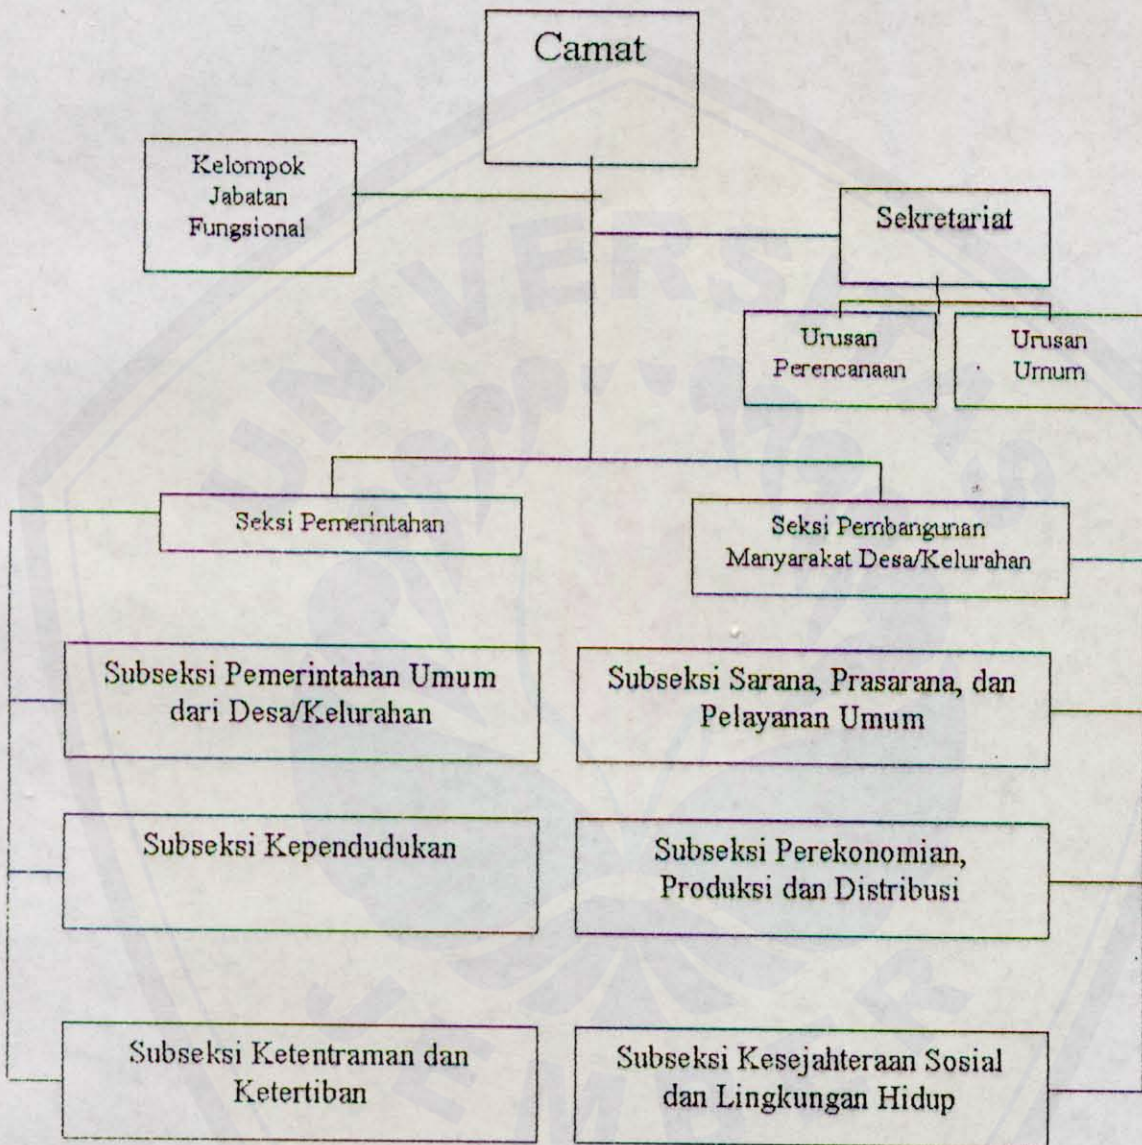 Camat
Kelompok
Jabatan
Fungsional
Sekretariat
Urusan
Perencanaan
Urusan
Umum
Seksi Pemerintahan
Seksi Pembangunan
Manyarakat Desa/Kelurahan
Subseksi Pemerintahan Umum
dari Desa/Kelurahan
Subseksi Sarana, Prasarana, dan
Pelayanan Umum
Subseksi Kependudukan
Subseksi Perekonomian,
Produksi dan Distribusi
Subseksi Ketentraman dan
Ketertiban
Subseksi Kesejahteraan Sosial
dan Lingkungan Hidup
UNIVERSITAS
JEMBER